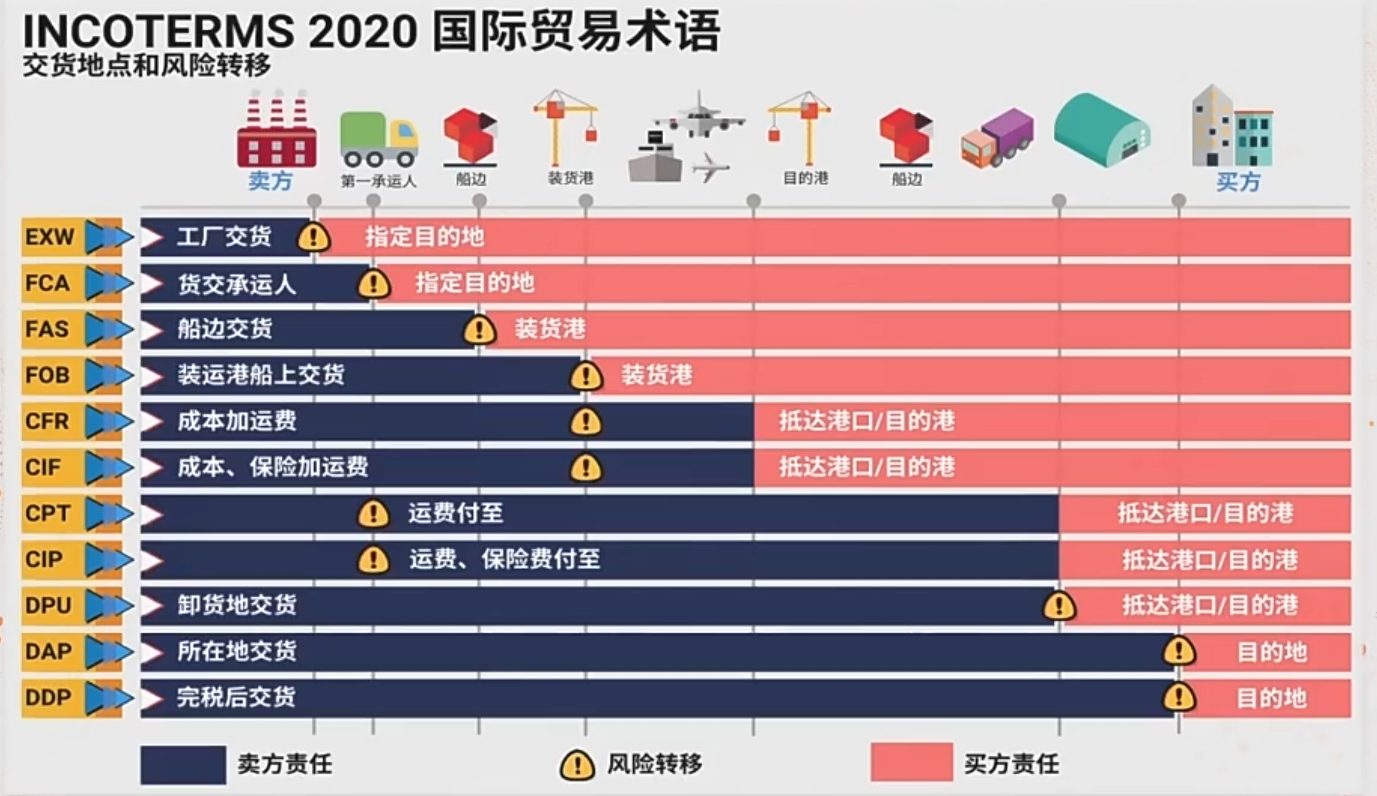 INCOTERMS 2020 国际贸易术语
交货地点和风险转移
卖方
第一承运人
船边
装货港
目的港
船边
买方
EXW 工厂交货 指定目的地
FCA 货交承运人 指定目的地
FAS 船边交货 装货港
FOB 装运港船上交货 装货港
CFR 成本加运费 抵达港口/目的港
CIF 成本、保险加运费 抵达港口/目的港
CPT 运费付至 抵达港口/目的港
CIP 运费、保险费付至 抵达港口/目的港
DPU 卸货地交货 抵达港口/目的港
DAP 所在地交货 目的地
DDP 完税后交货 目的地
卖方责任 风险转移 买方责任